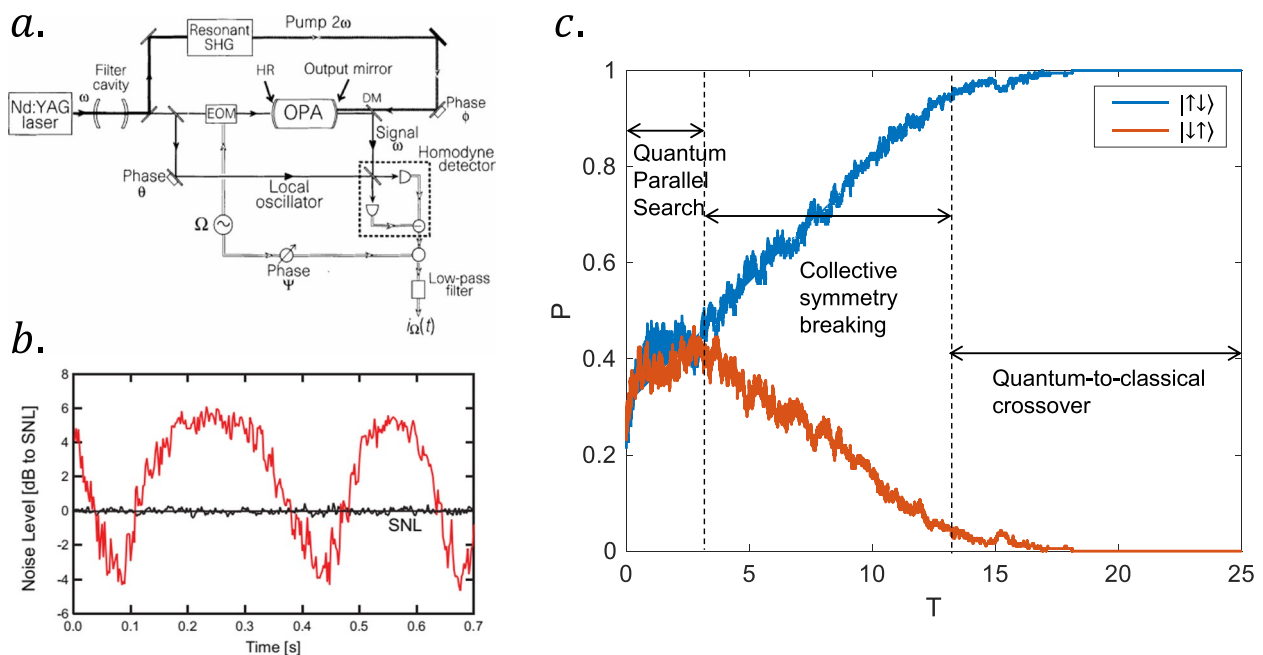 a.
Resonant
SHG
Pump 2ω
Filter
cavity
HR
Output mirror
Nd:YAG
laser
ω
EOM
OPA
DM
Phase
ϕ
Signal
ω
Homodyne
detector
Phase
θ
Local
oscillator
Ω
Phase
Ψ
Low-pass
filter
iΩ(t)
b.
Noise Level [dB to SNL]
8
6
4
2
0
-2
-4
-6
SNL
0.0 0.1 0.2 0.3 0.4 0.5 0.6 0.7
Time [s]
c.
P
1
0.8
0.6
0.4
0.2
0
|↑↓⟩
|↓↑⟩
Quantum
Parallel
Search
Collective
symmetry
breaking
Quantum-to-classical
crossover
0 5 10 15 20 25
T